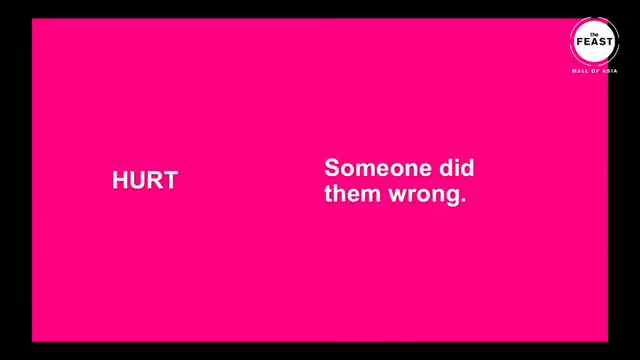 the
FEAST
MALL OF ASIA
HURT
Someone did
them wrong.